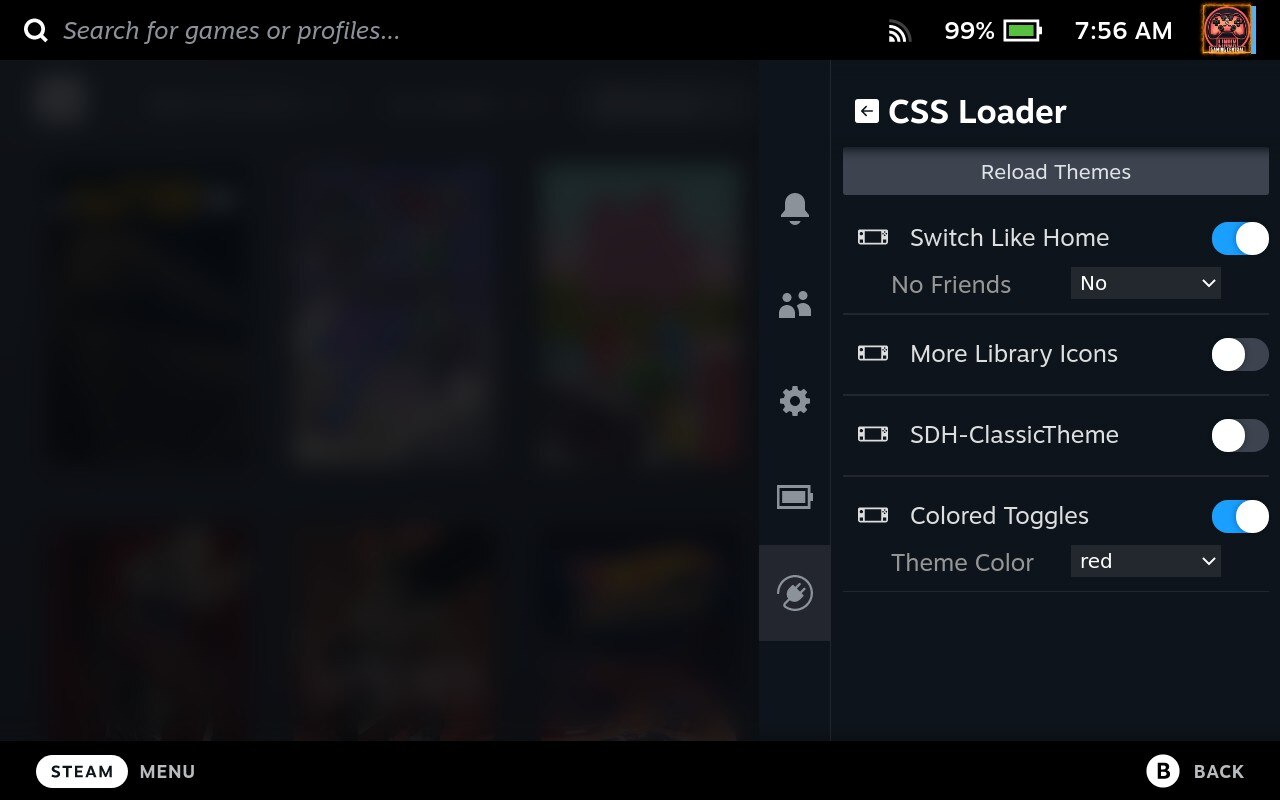 Search for games or profiles...
99%
7:56 AM
CSS Loader
Reload Themes
Switch Like Home
No Friends
No
More Library Icons
SDH-ClassicTheme
Colored Toggles
Theme Color
red
STEAM MENU
B BACK